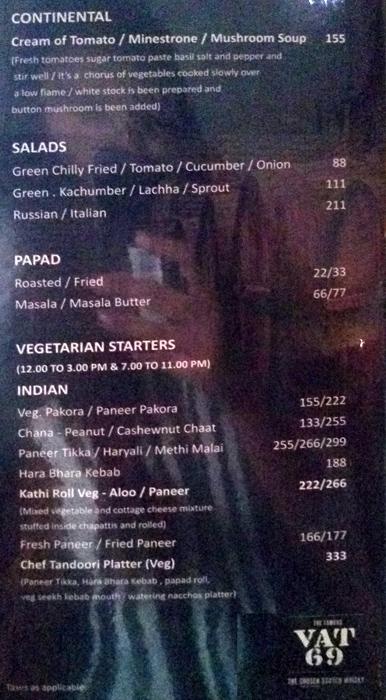 CONTINENTAL
Cream of Tomato / Minestrone / Mushroom Soup 155
(Fresh tomatoes sugar tomato paste basil salt and pepper and
stir well / it's a chorus of vegetables cooked slowly over
a low flame / white stock is been prepared and
button mushroom is been added)
SALADS
Green Chilly Fried / Tomato / Cucumber / Onion 88
Green . Kachumber / Lachha / Sprout 111
Russian / Italian 211
PAPAD
Roasted / Fried 22/33
Masala / Masala Butter 66/77
VEGETARIAN STARTERS
(12.00 TO 3.00 PM & 7.00 TO 11.00 PM)
INDIAN
Veg. Pakora / Paneer Pakora 155/222
Chana - Peanut / Cashewnut Chaat 133/255
Paneer Tikka / Haryali / Methi Malai 255/266/299
Hara Bhara Kebab 188
Kathi Roll Veg - Aloo / Paneer 222/266
(Mixed vegetable and cottage cheese mixture
stuffed inside chapattis and rolled)
Fresh Paneer / Fried Paneer 166/177
Chef Tandoori Platter (Veg) 333
(Paneer Tikka, Hara Bhara Kebab , papad roll,
veg seekh kebab mouth / watering nacchos platter)
THE FAMOUS
VAT
69
THE CHOSEN SCOTCH WHISKY
Taxes as applicable.